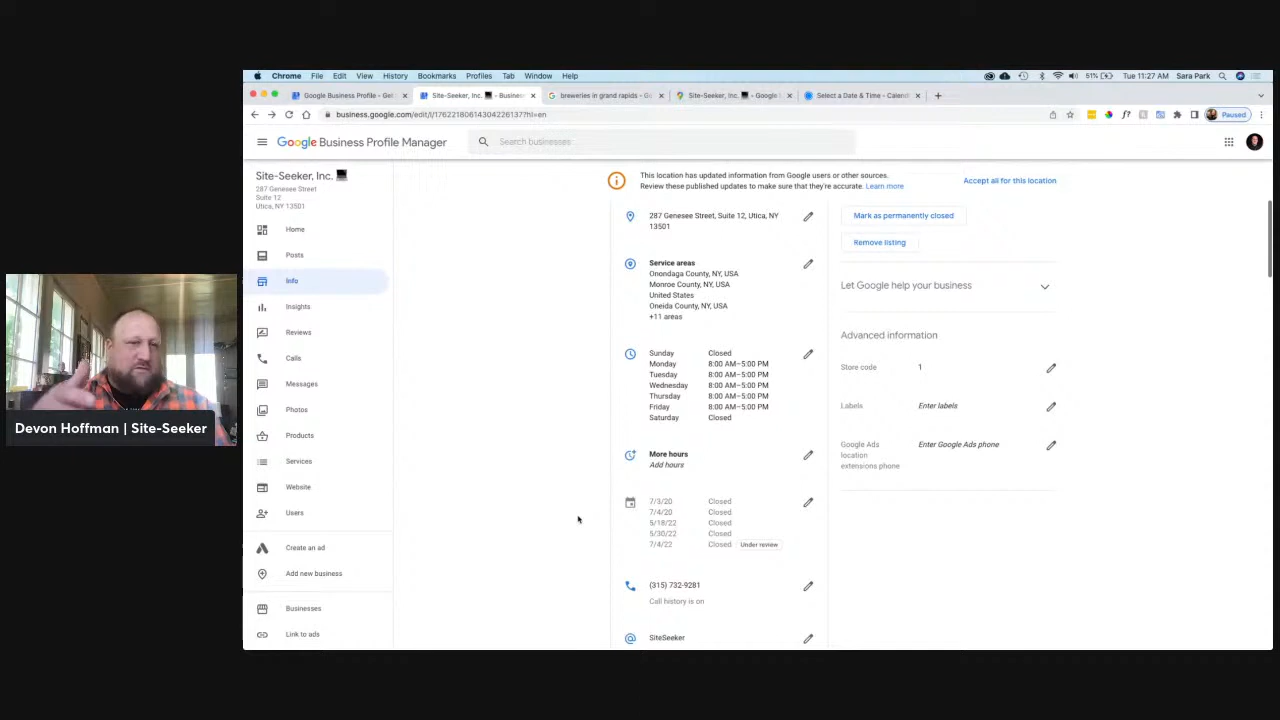 Chrome File Edit View History Bookmarks Profiles Tab Window Help
51% Tue 11:27 AM Sara Park
Google Business Profile - Get
Site-Seeker, Inc. 💻 - Business
breweries in grand rapids - Go
Site-Seeker, Inc. 💻 - Google
Select a Date & Time - Calend
business.google.com/edit/l/17622180614304226137?hl=en
Paused
Google Business Profile Manager
Search businesses
Site-Seeker, Inc. 💻
287 Genesee Street
Suite 12
Utica, NY 13501
Home
Posts
Info
Insights
Reviews
Calls
Messages
Photos
Products
Services
Website
Users
Create an ad
Add new business
Businesses
Link to ads
This location has updated information from Google users or other sources.
Review these published updates to make sure that they're accurate. Learn more
Accept all for this location
287 Genesee Street, Suite 12, Utica, NY
13501
Service areas
Onondaga County, NY, USA
Monroe County, NY, USA
United States
Oneida County, NY, USA
+11 areas
Sunday Closed
Monday 8:00 AM–5:00 PM
Tuesday 8:00 AM–5:00 PM
Wednesday 8:00 AM–5:00 PM
Thursday 8:00 AM–5:00 PM
Friday 8:00 AM–5:00 PM
Saturday Closed
More hours
Add hours
7/3/20 Closed
7/4/20 Closed
5/18/22 Closed
5/30/22 Closed
7/4/22 Closed Under review
(315) 732-9281
Call history is on
SiteSeeker
Mark as permanently closed
Remove listing
Let Google help your business
Advanced information
Store code 1
Labels Enter labels
Google Ads Enter Google Ads phone
location
extensions phone
Devon Hoffman | Site-Seeker